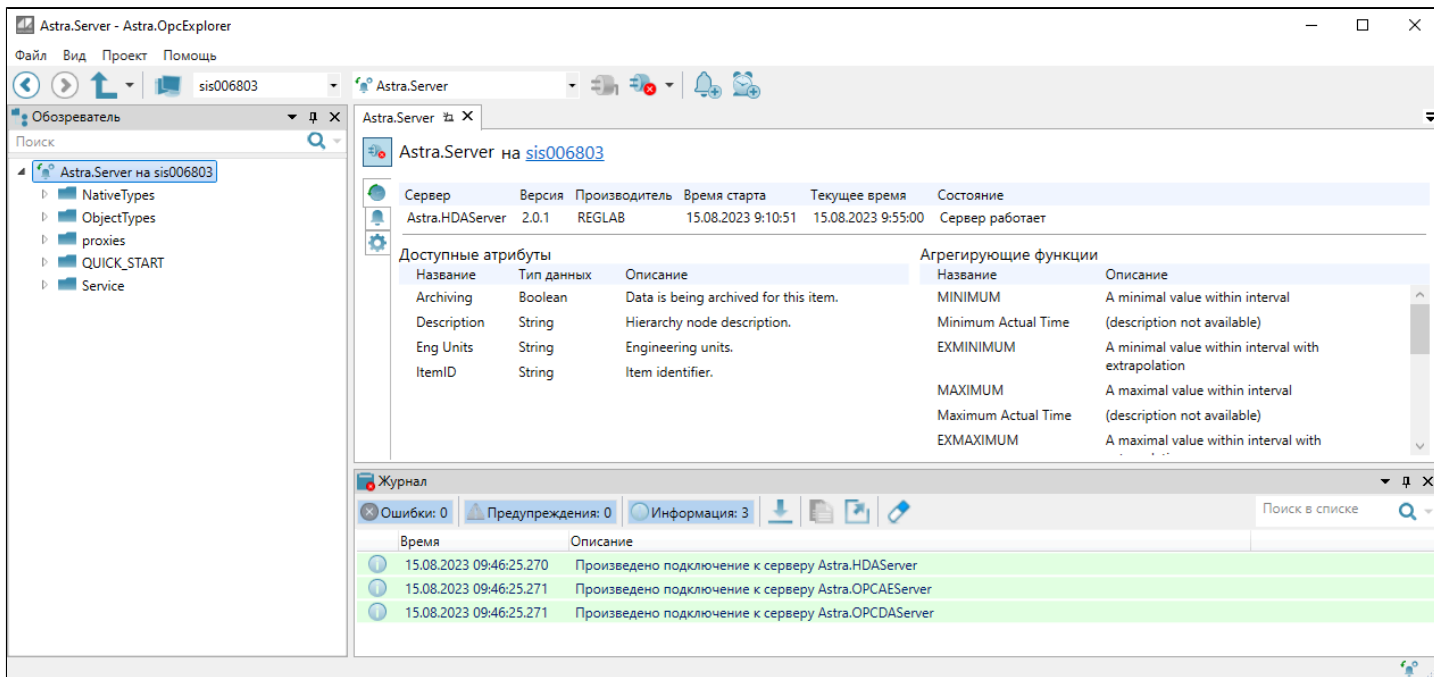 Astra.Server - Astra.OpcExplorer
Файл Вид Проект Помощь
sis006803 Astra.Server
Обозреватель
Поиск
Astra.Server на sis006803
NativeTypes
ObjectTypes
proxies
QUICK_START
Service
Astra.Server
Astra.Server на sis006803
Сервер Версия Производитель Время старта Текущее время Состояние
Astra.HDAServer 2.0.1 REGLAB 15.08.2023 9:10:51 15.08.2023 9:55:00 Сервер работает
Доступные атрибуты
Название Тип данных Описание
Archiving Boolean Data is being archived for this item.
Description String Hierarchy node description.
Eng Units String Engineering units.
ItemID String Item identifier.
Агрегирующие функции
Название Описание
MINIMUM A minimal value within interval
Minimum Actual Time (description not available)
EXMINIMUM A minimal value within interval with
extrapolation
MAXIMUM A maximal value within interval
Maximum Actual Time (description not available)
EXMAXIMUM A maximal value within interval with
Журнал
Ошибки: 0 Предупреждения: 0 Информация: 3 Поиск в списке
Время Описание
15.08.2023 09:46:25.270 Произведено подключение к серверу Astra.HDAServer
15.08.2023 09:46:25.271 Произведено подключение к серверу Astra.OPCAEServer
15.08.2023 09:46:25.271 Произведено подключение к серверу Astra.OPCDAServer